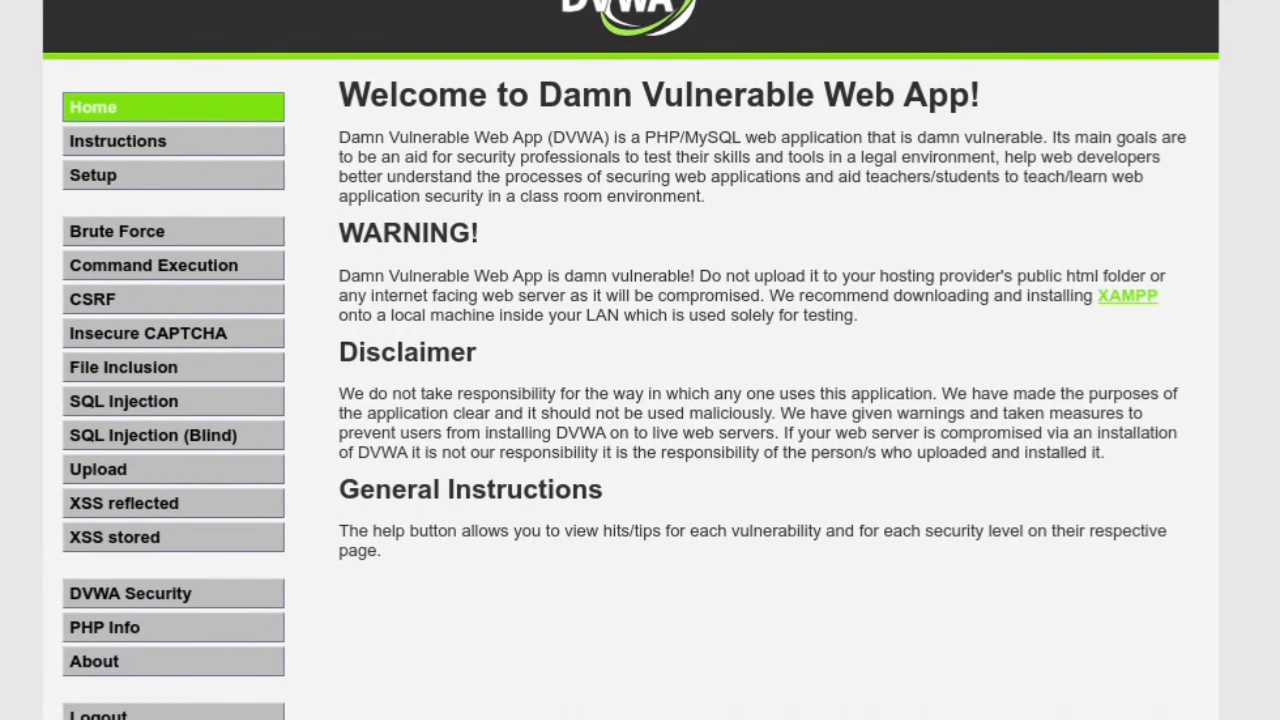 DVWA
Home
Instructions
Setup
Brute Force
Command Execution
CSRF
Insecure CAPTCHA
File Inclusion
SQL Injection
SQL Injection (Blind)
Upload
XSS reflected
XSS stored
DVWA Security
PHP Info
About
Logout
Welcome to Damn Vulnerable Web App!
Damn Vulnerable Web App (DVWA) is a PHP/MySQL web application that is damn vulnerable. Its main goals are
to be an aid for security professionals to test their skills and tools in a legal environment, help web developers
better understand the processes of securing web applications and aid teachers/students to teach/learn web
application security in a class room environment.
WARNING!
Damn Vulnerable Web App is damn vulnerable! Do not upload it to your hosting provider's public html folder or
any internet facing web server as it will be compromised. We recommend downloading and installing XAMPP
onto a local machine inside your LAN which is used solely for testing.
Disclaimer
We do not take responsibility for the way in which any one uses this application. We have made the purposes of
the application clear and it should not be used maliciously. We have given warnings and taken measures to
prevent users from installing DVWA on to live web servers. If your web server is compromised via an installation
of DVWA it is not our responsibility it is the responsibility of the person/s who uploaded and installed it.
General Instructions
The help button allows you to view hits/tips for each vulnerability and for each security level on their respective
page.